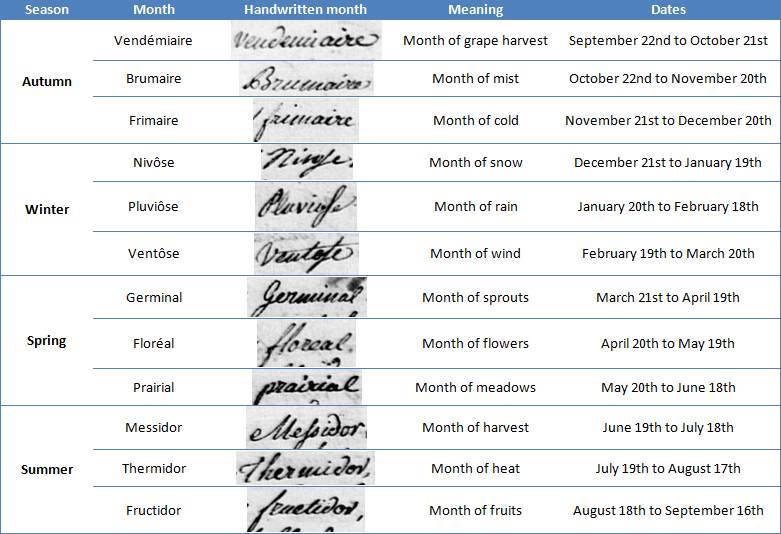 Season Month Handwritten month Meaning Dates
Autumn
Vendémiaire Vendemiaire Month of grape harvest September 22nd to October 21st
Brumaire Brumaire Month of mist October 22nd to November 20th
Frimaire frimaire Month of cold November 21st to December 20th
Winter
Nivôse Nivose Month of snow December 21st to January 19th
Pluviôse Pluviose Month of rain January 20th to February 18th
Ventôse Ventose Month of wind February 19th to March 20th
Spring
Germinal Germinal Month of sprouts March 21st to April 19th
Floréal floreal. Month of flowers April 20th to May 19th
Prairial prairial Month of meadows May 20th to June 18th
Summer
Messidor Messidor, Month of harvest June 19th to July 18th
Thermidor Thermidor, Month of heat July 19th to August 17th
Fructidor fructidor, Month of fruits August 18th to September 16th